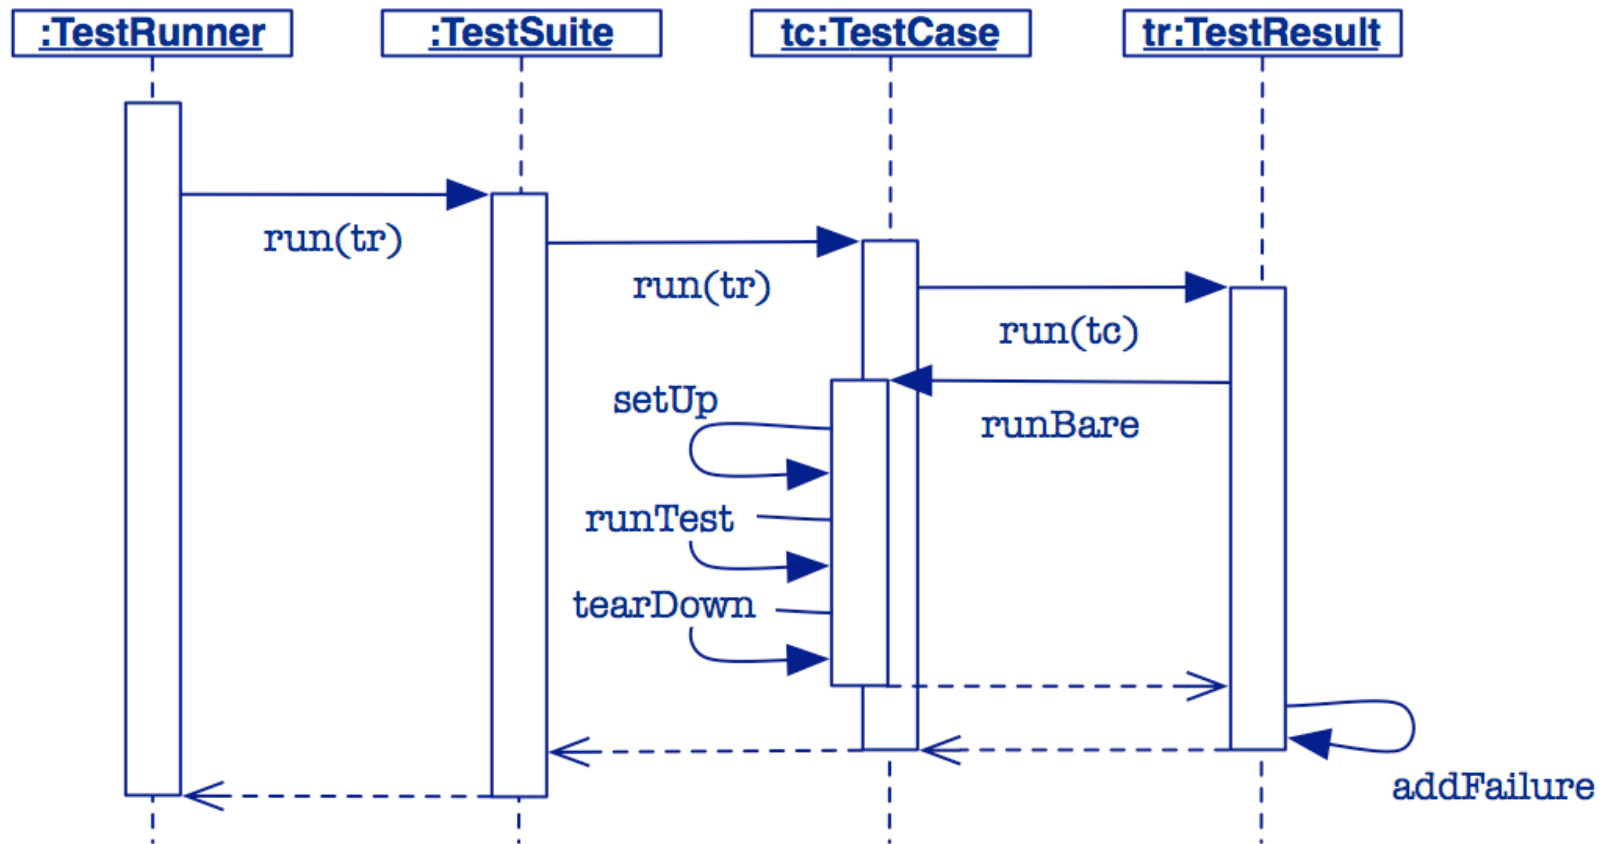 :TestRunner
:TestSuite
tc:TestCase
tr:TestResult
run(tr)
run(tr)
run(tc)
runBare
setUp
runTest
tearDown
addFailure